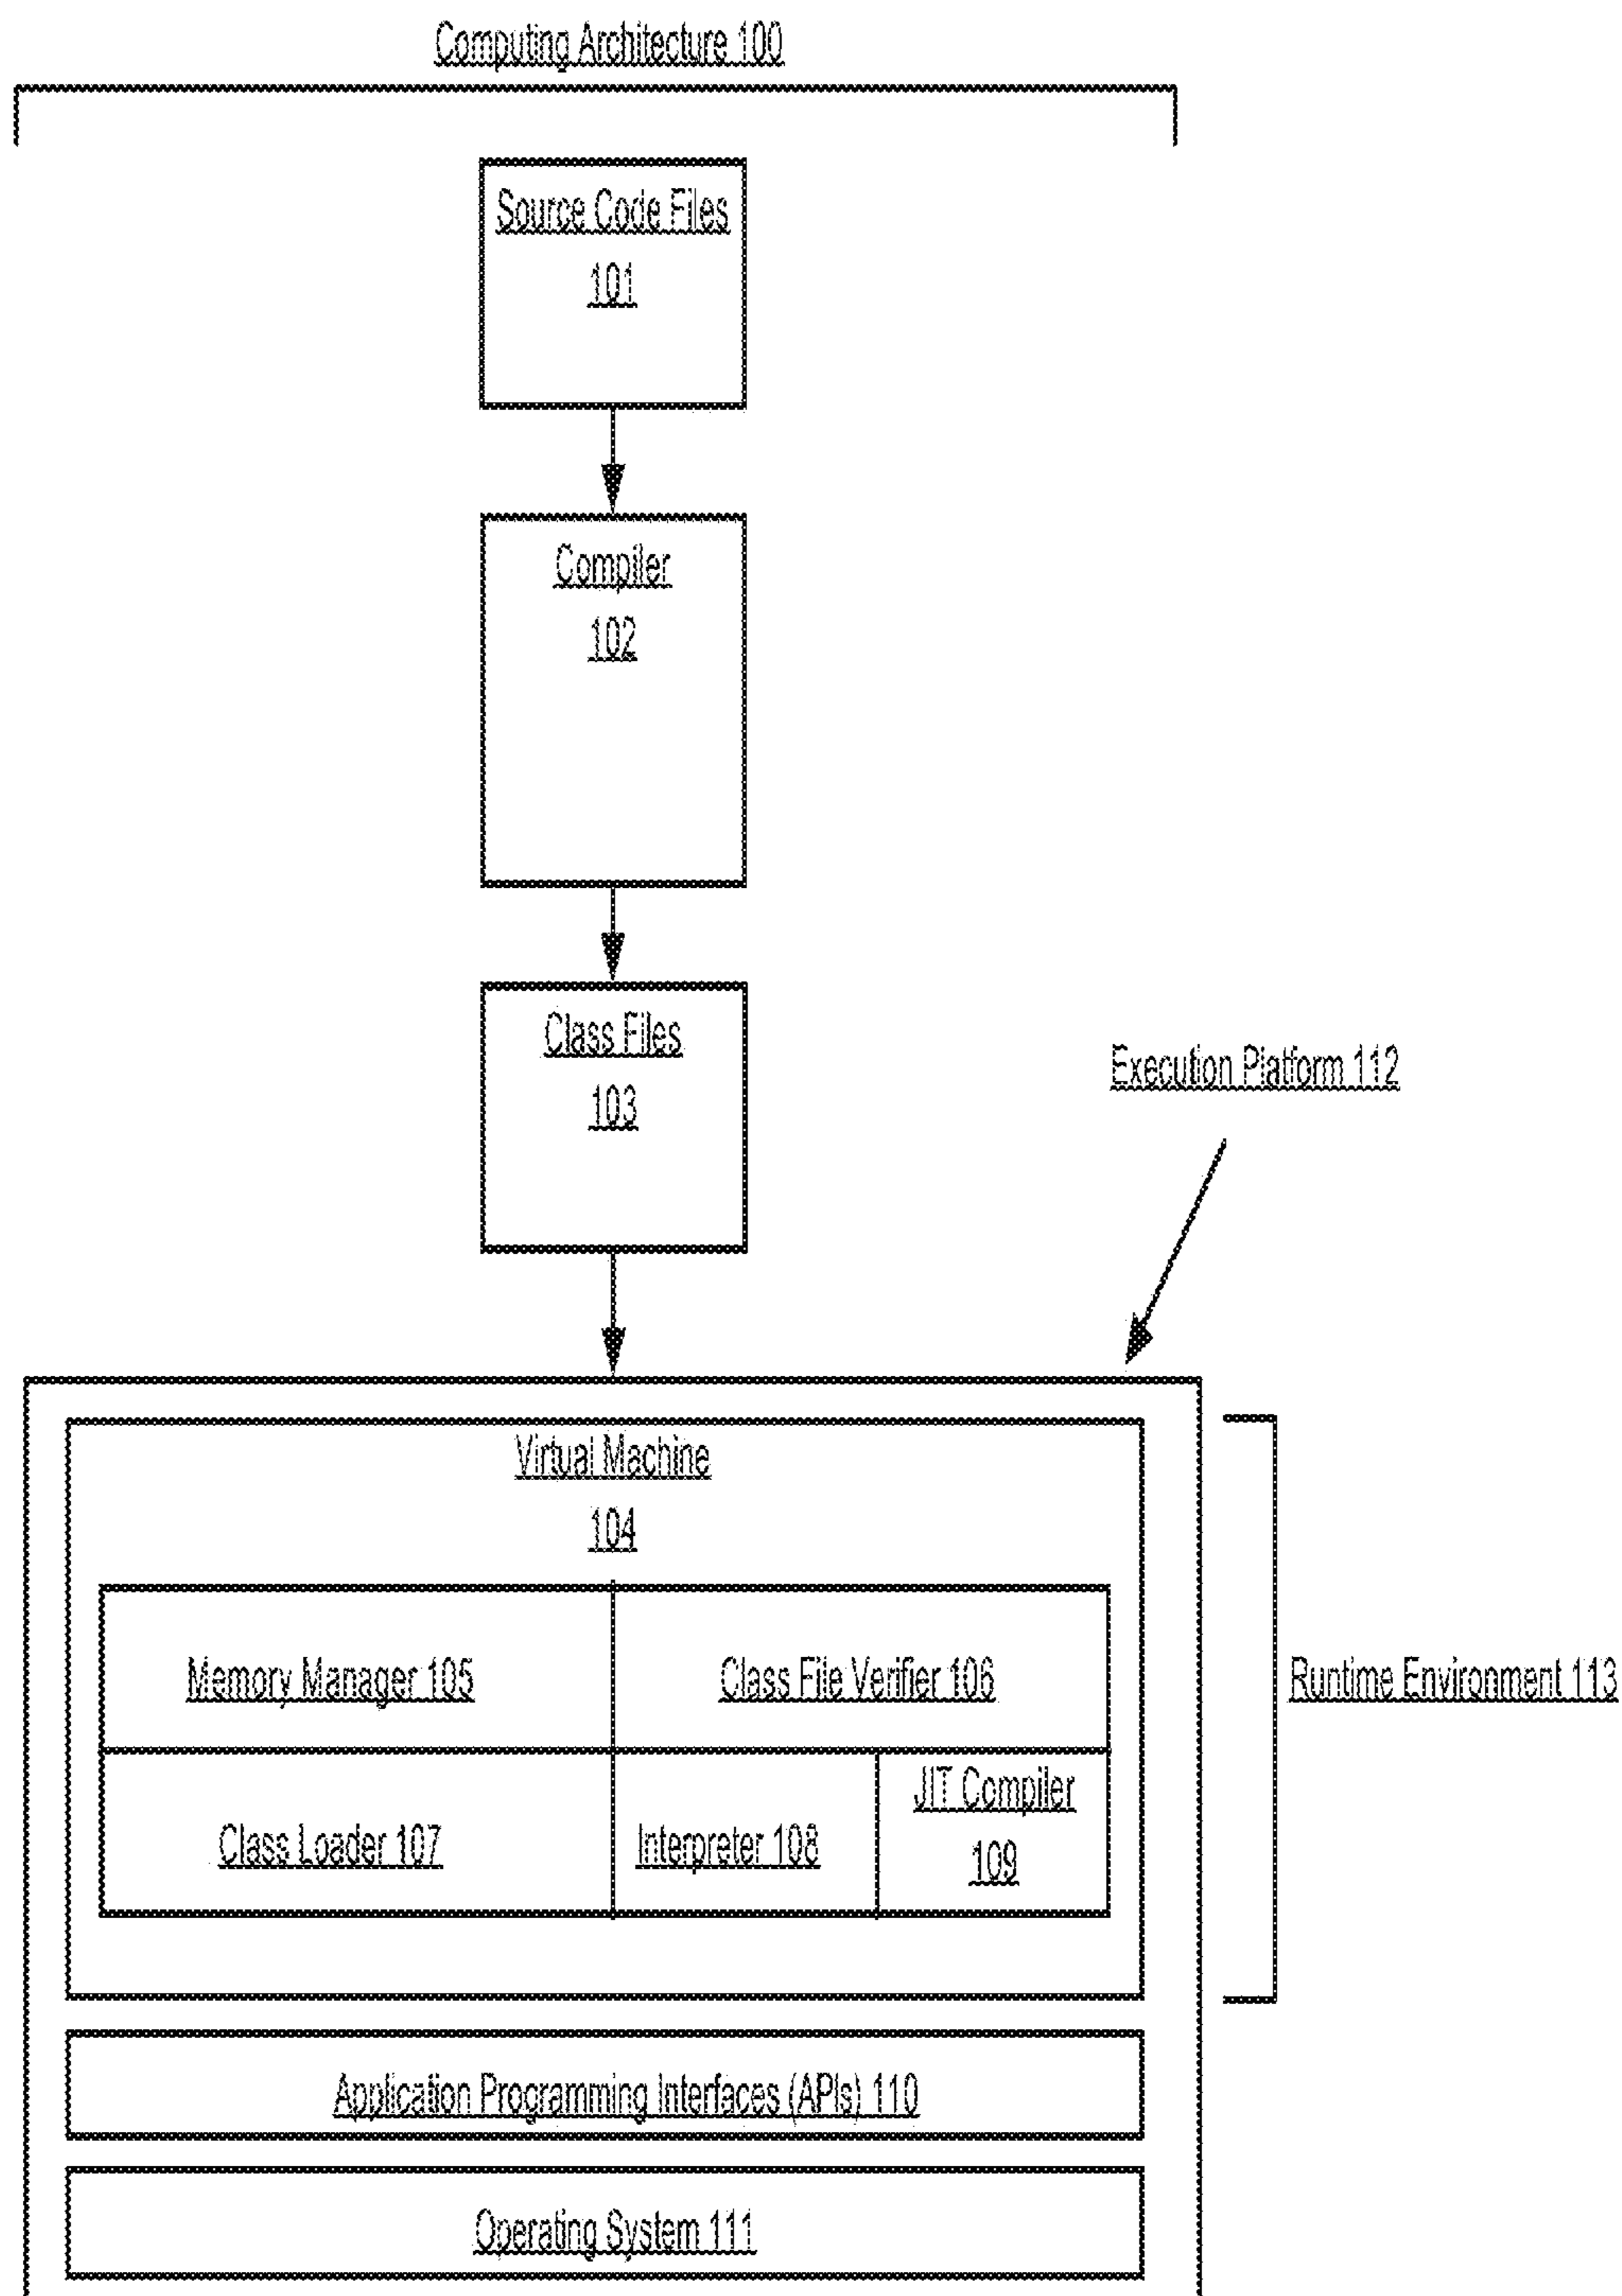 Computing Architecture 100
Source Code Files
101
Compiler
102
Class Files
103
Execution Platform 112
Virtual Machine
104
Memory Manager 105
Class File Verifier 106
Class Loader 107
Interpreter 108
JIT Compiler
109
Runtime Environment 113
Application Programming Interfaces (APIs) 110
Operating System 111